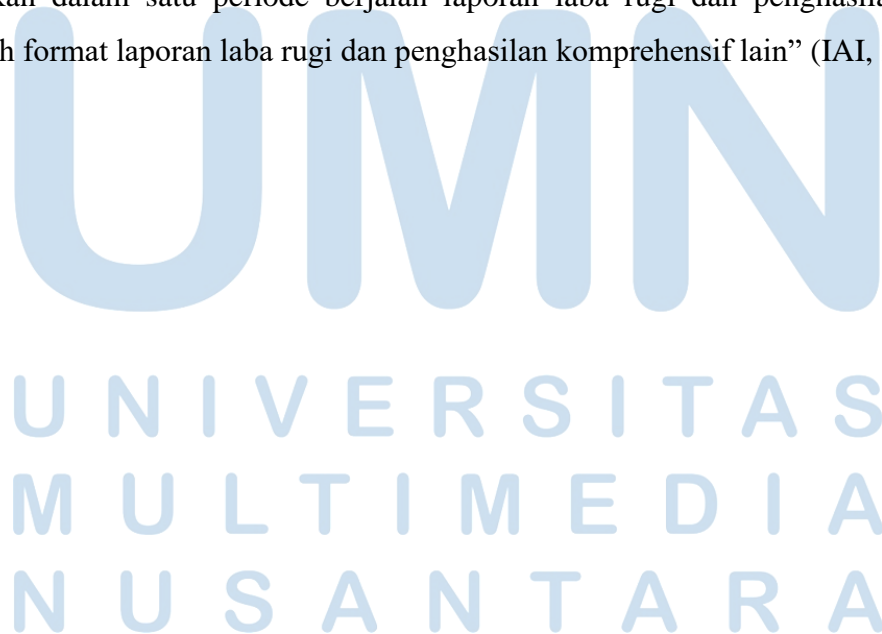 dalam satu periode berjalan laporan laba rugi dan
format laporan laba rugi dan penghasilan komprehensif lain” (IAI,
UMN
UNIVERSITAS
MULTIMEDIA
NUSANTARA